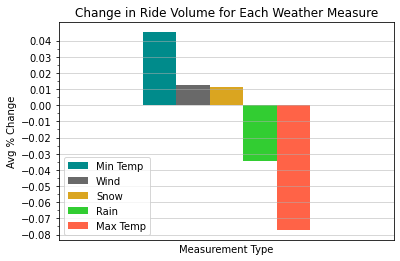 Change in Ride Volume for Each Weather Measure
Avg % Change
0.04
0.03
0.02
0.01
0.00
−0.01
−0.02
−0.03
−0.04
−0.05
−0.06
−0.07
−0.08
Min Temp
Wind
Snow
Rain
Max Temp
Measurement Type